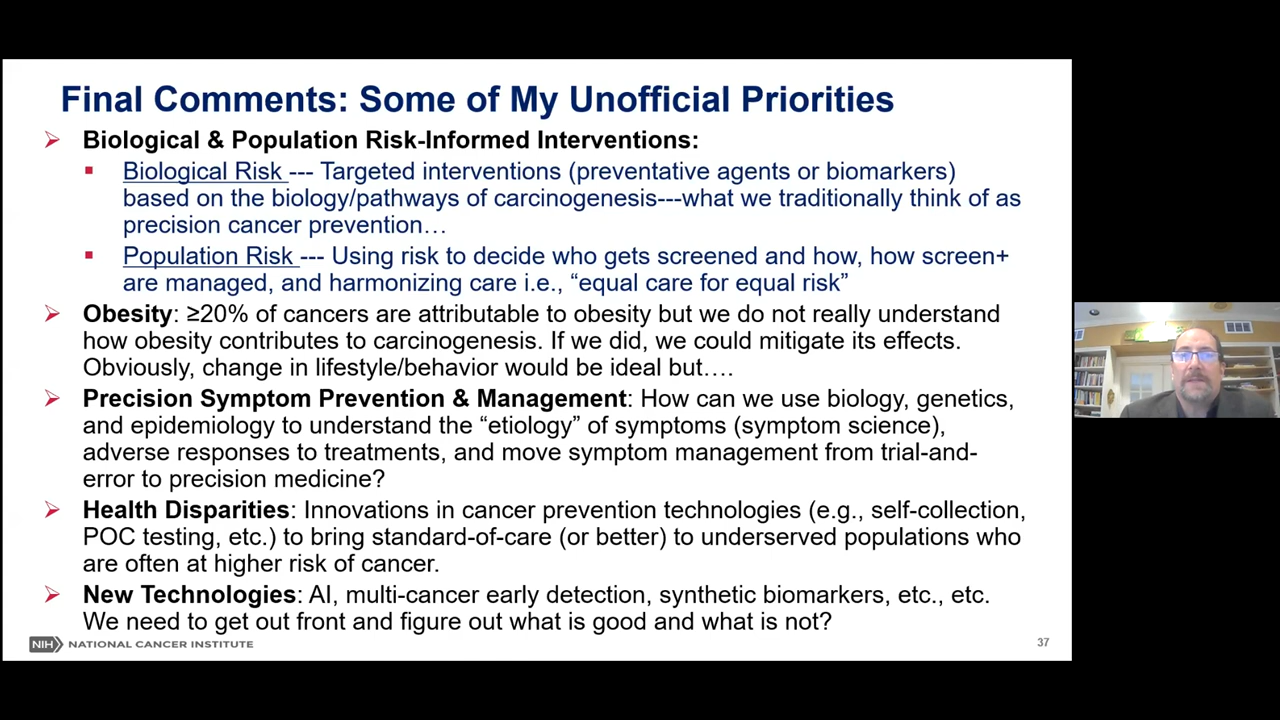 Final Comments: Some of My Unofficial Priorities
Biological & Population Risk-Informed Interventions:
Biological Risk --- Targeted interventions (preventative agents or biomarkers)
based on the biology/pathways of carcinogenesis---what we traditionally think of as
precision cancer prevention…
Population Risk --- Using risk to decide who gets screened and how, how screen+
are managed, and harmonizing care i.e., “equal care for equal risk”
Obesity: ≥20% of cancers are attributable to obesity but we do not really understand
how obesity contributes to carcinogenesis. If we did, we could mitigate its effects.
Obviously, change in lifestyle/behavior would be ideal but….
Precision Symptom Prevention & Management: How can we use biology, genetics,
and epidemiology to understand the “etiology” of symptoms (symptom science),
adverse responses to treatments, and move symptom management from trial-and-
error to precision medicine?
Health Disparities: Innovations in cancer prevention technologies (e.g., self-collection,
POC testing, etc.) to bring standard-of-care (or better) to underserved populations who
are often at higher risk of cancer.
New Technologies: AI, multi-cancer early detection, synthetic biomarkers, etc., etc.
We need to get out front and figure out what is good and what is not?
NIH NATIONAL CANCER INSTITUTE
37